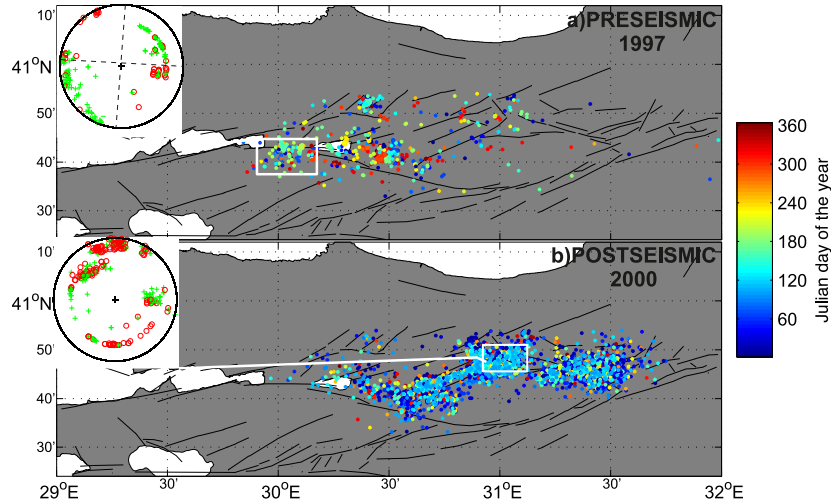 a)PRESEISMIC
1997
10'
41°N
50'
40'
30'
b)POSTSEISMIC
2000
10'
41°N
50'
40'
30'
29°E 30' 30°E 30' 31°E 30' 32°E
360
300
240
180
120
60
Julian day of the year